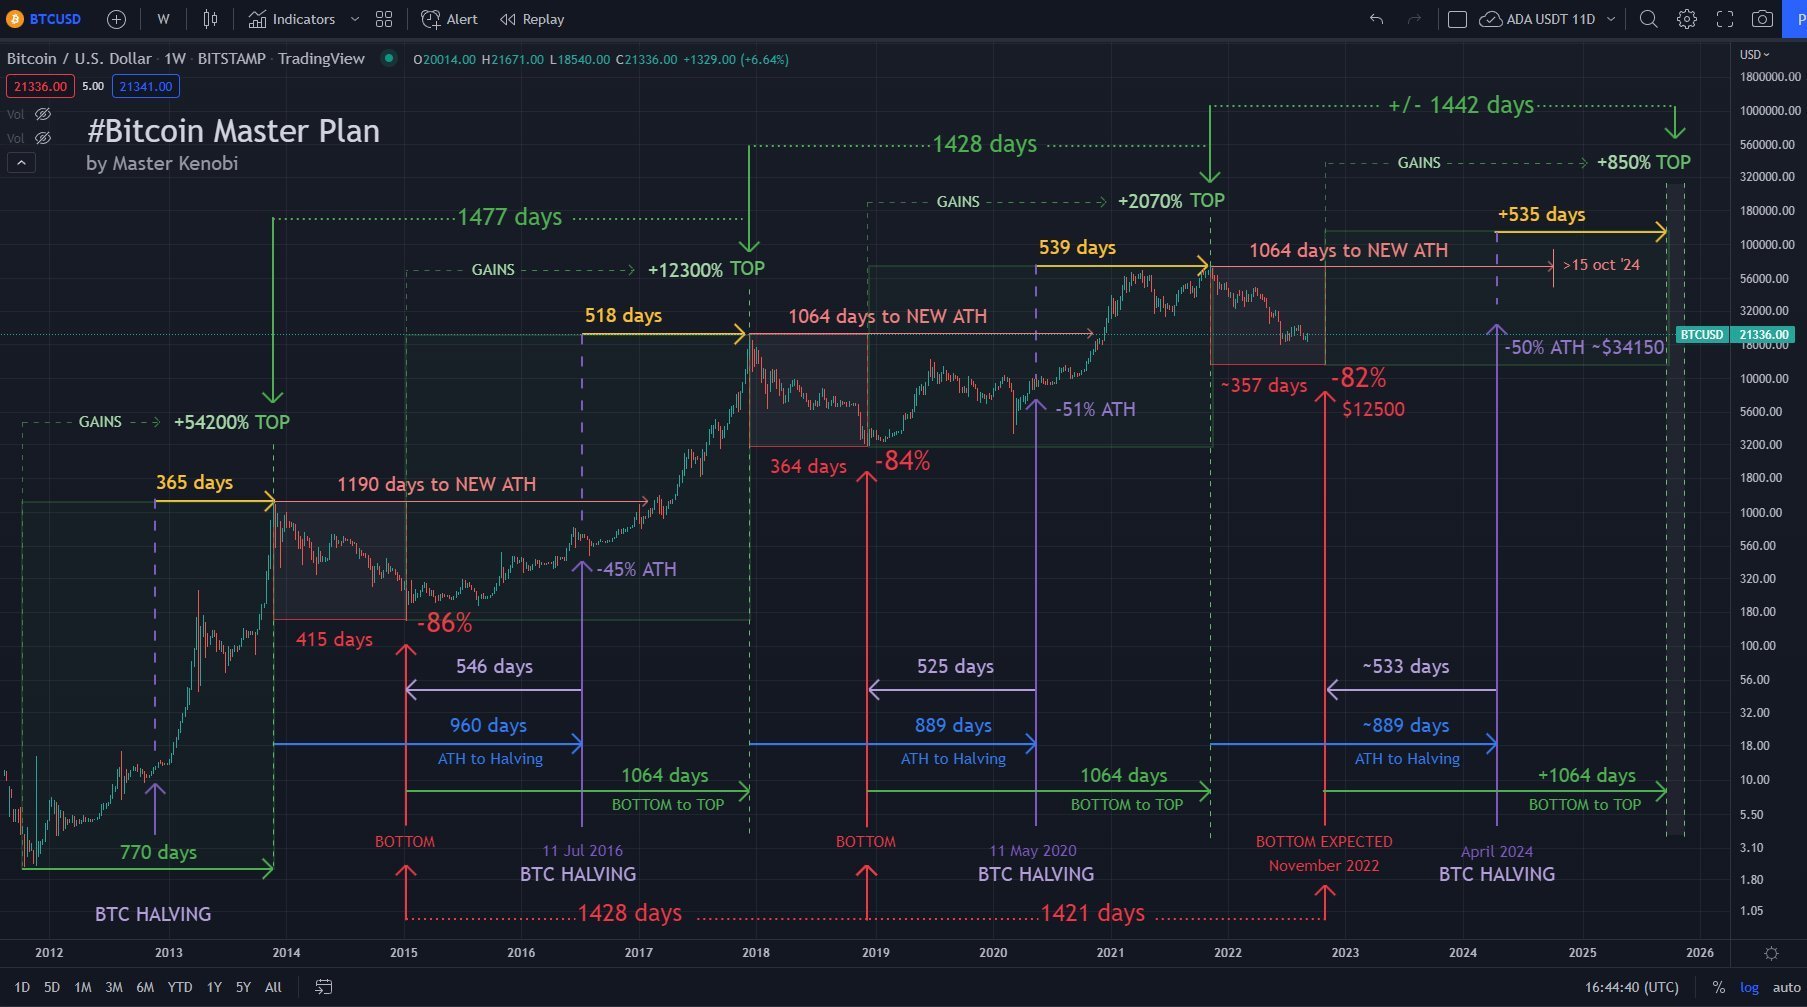 BTCUSD W Indicators Alert Replay ADA USDT 11D P
Bitcoin / U.S. Dollar · 1W · BITSTAMP · TradingView O20014.00 H21671.00 L18540.00 C21336.00 +1329.00 (+6.64%)
USD
21336.00 5.00 21341.00
Vol
Vol
#Bitcoin Master Plan
by Master Kenobi
+/- 1442 days
1428 days
GAINS +850% TOP
GAINS +2070% TOP
1477 days
+535 days
539 days
1064 days to NEW ATH
>15 oct '24
GAINS +12300% TOP
518 days
1064 days to NEW ATH
-50% ATH ~$34150
~357 days
-82%
$12500
-51% ATH
GAINS +54200% TOP
364 days
-84%
365 days
1190 days to NEW ATH
-45% ATH
415 days
-86%
546 days
525 days
~533 days
960 days
ATH to Halving
889 days
ATH to Halving
~889 days
ATH to Halving
1064 days
BOTTOM to TOP
1064 days
BOTTOM to TOP
+1064 days
BOTTOM to TOP
770 days
BOTTOM
BOTTOM
BOTTOM EXPECTED
November 2022
11 Jul 2016
BTC HALVING
11 May 2020
BTC HALVING
April 2024
BTC HALVING
BTC HALVING
1428 days
1421 days
1800000.00
1000000.00
560000.00
320000.00
180000.00
100000.00
56000.00
32000.00
BTCUSD 21336.00
18000.00
10000.00
5600.00
3200.00
1800.00
1000.00
560.00
320.00
180.00
100.00
56.00
32.00
18.00
10.00
5.50
3.10
1.80
1.05
2012 2013 2014 2015 2016 2017 2018 2019 2020 2021 2022 2023 2024 2025 2026
1D 5D 1M 3M 6M YTD 1Y 5Y All 16:44:40 (UTC) % log auto